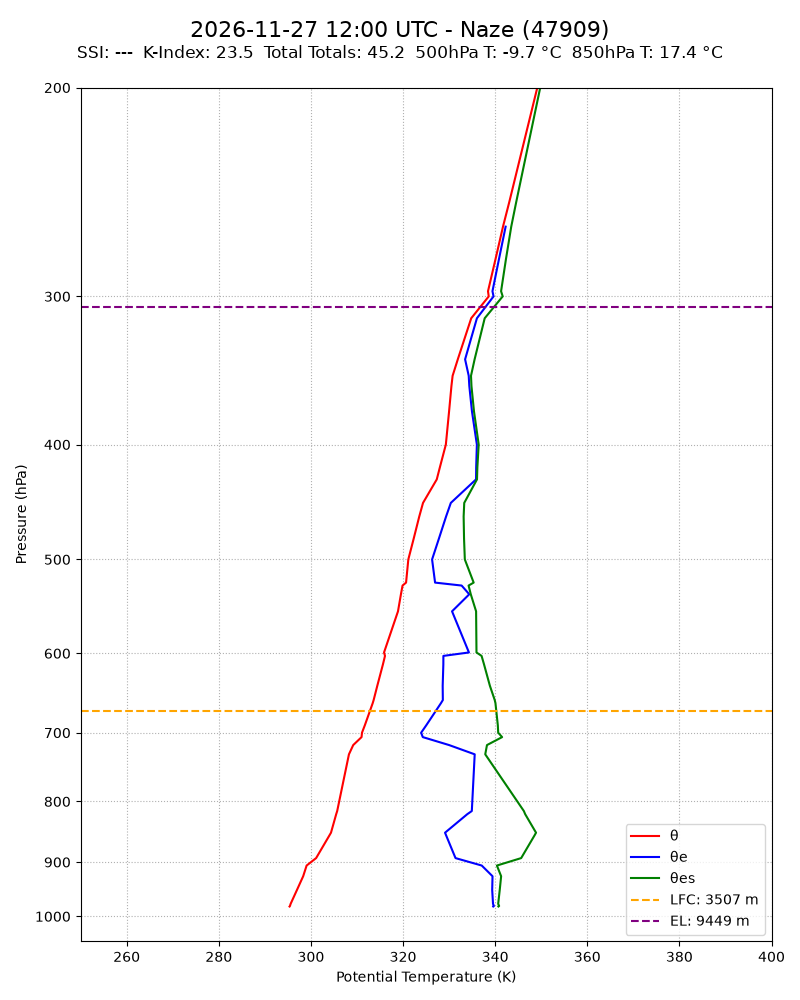 2026-11-27 12:00 UTC - Naze (47909)
SSI: --- K-Index: 23.5 Total Totals: 45.2 500hPa T: -9.7 °C 850hPa T: 17.4 °C
200
300
400
500
600
700
800
900
1000
Pressure (hPa)
260
280
300
320
340
360
380
400
Potential Temperature (K)
θ
θe
θes
LFC: 3507 m
EL: 9449 m